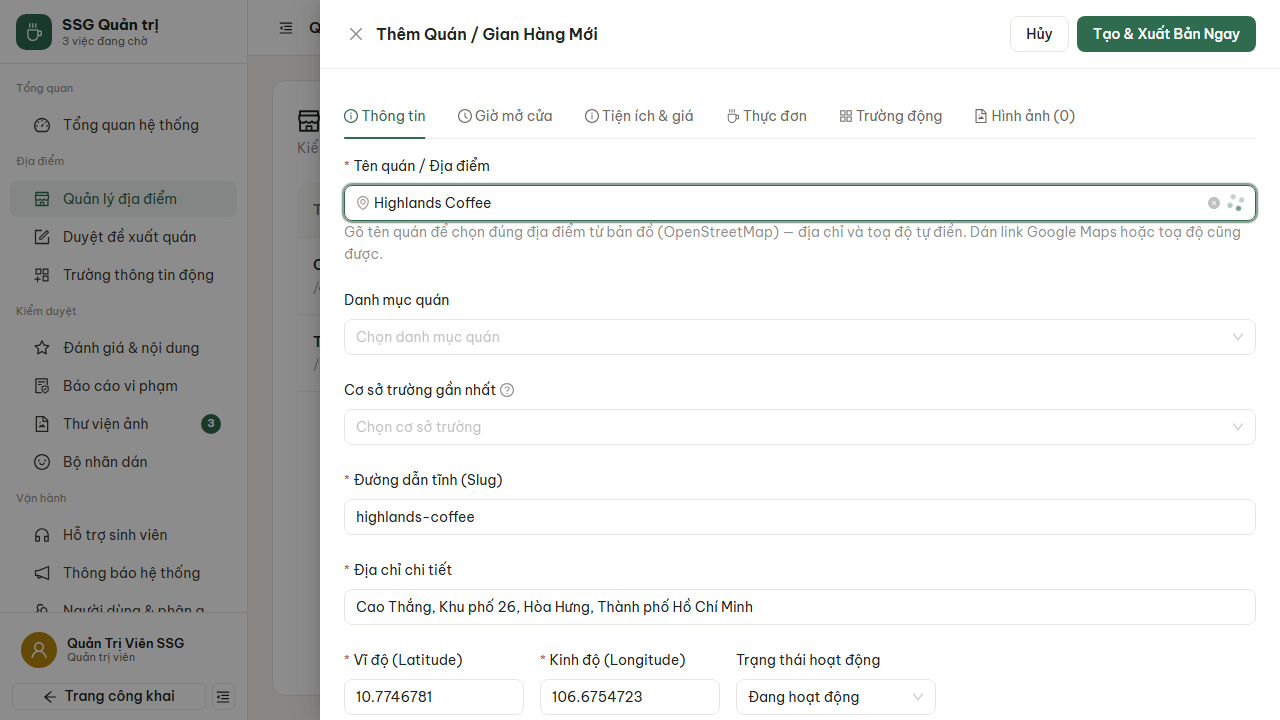 SSG Quản trị
3 việc đang chờ
Tổng quan
Tổng quan hệ thống
Địa điểm
Quản lý địa điểm
Duyệt đề xuất quán
Trường thông tin động
Kiểm duyệt
Đánh giá & nội dung
Báo cáo vi phạm
Thư viện ảnh
3
Bộ nhãn dán
Vận hành
Hỗ trợ sinh viên
Thông báo hệ thống
Quản Trị Viên SSG
Quản trị viên
Trang công khai
Thêm Quán / Gian Hàng Mới
Hủy
Tạo & Xuất Bản Ngay
Thông tin
Giờ mở cửa
Tiện ích & giá
Thực đơn
Trường động
Hình ảnh (0)
* Tên quán / Địa điểm
Highlands Coffee
Gõ tên quán để chọn đúng địa điểm từ bản đồ (OpenStreetMap) — địa chỉ và toạ độ tự điền. Dán link Google Maps hoặc toạ độ cũng
được.
Danh mục quán
Chọn danh mục quán
Cơ sở trường gần nhất
Chọn cơ sở trường
* Đường dẫn tĩnh (Slug)
highlands-coffee
* Địa chỉ chi tiết
Cao Thắng, Khu phố 26, Hòa Hưng, Thành phố Hồ Chí Minh
* Vĩ độ (Latitude)
* Kinh độ (Longitude)
Trạng thái hoạt động
10.7746781
106.6754723
Đang hoạt động